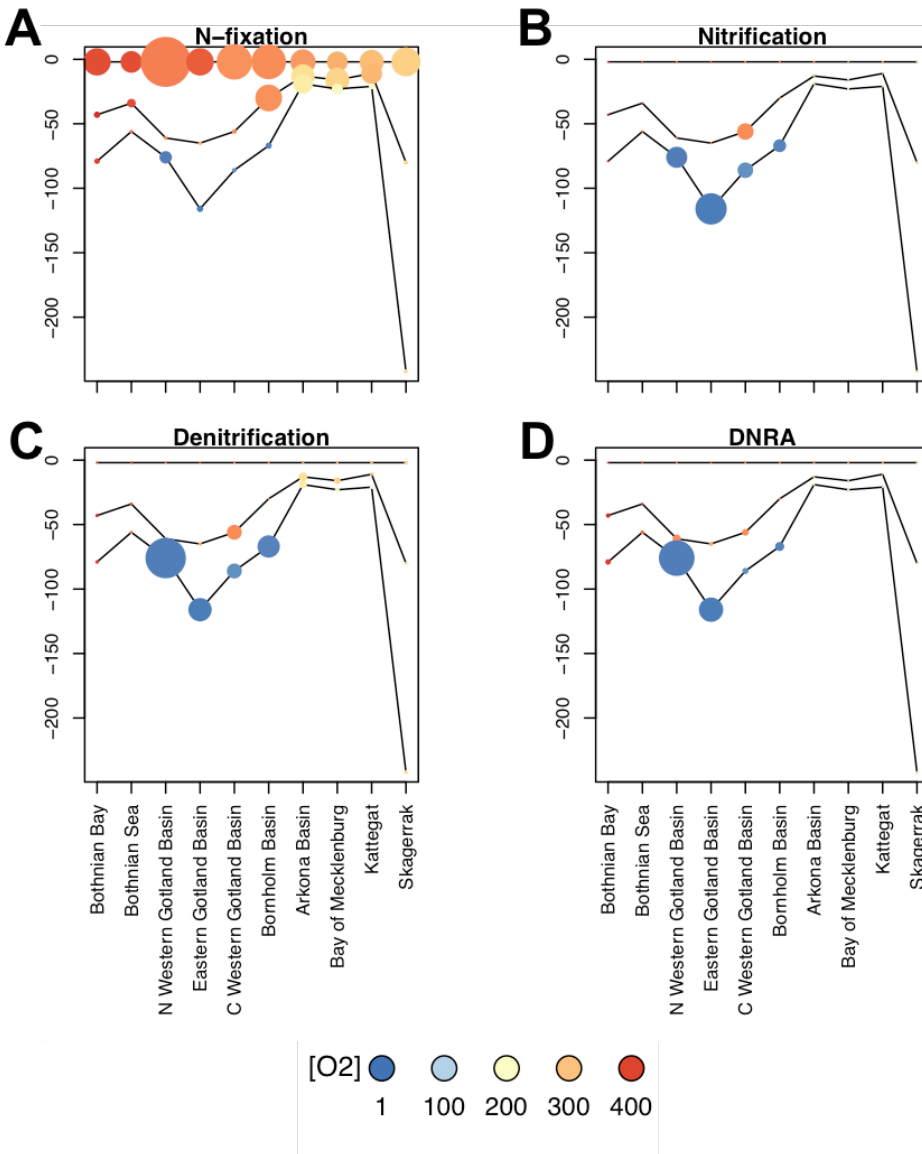 A
N−fixation
0
−50
−100
−150
−200
B
Nitrification
0
−50
−100
−150
−200
C
Denitrification
0
−50
−100
−150
−200
Bothnian Bay
Bothnian Sea
N Western Gotland Basin
Eastern Gotland Basin
C Western Gotland Basin
Bornholm Basin
Arkona Basin
Bay of Mecklenburg
Kattegat
Skagerrak
D
DNRA
0
−50
−100
−150
−200
Bothnian Bay
Bothnian Sea
N Western Gotland Basin
Eastern Gotland Basin
C Western Gotland Basin
Bornholm Basin
Arkona Basin
Bay of Mecklenburg
Kattegat
Skagerrak
[O2]
1 100 200 300 400